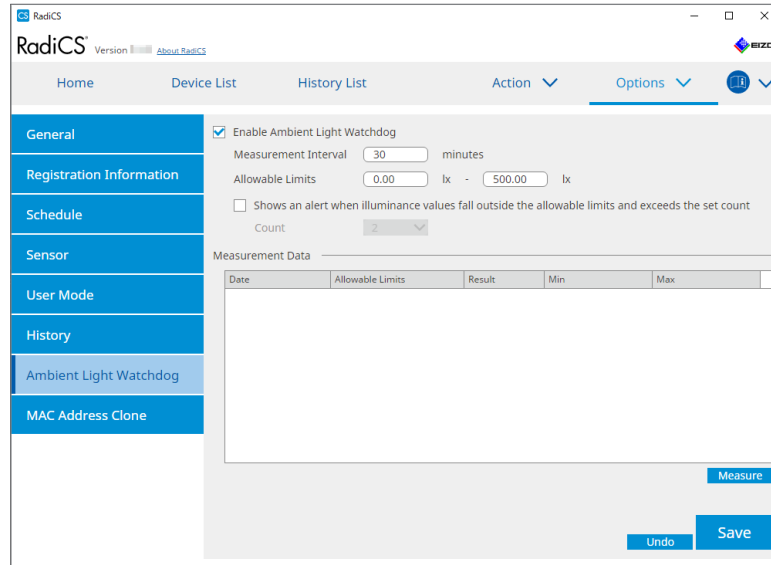 CS RadiCS
RadiCS® Version About RadiCS
EIZO
Home Device List History List Action Options
General
Registration Information
Schedule
Sensor
User Mode
History
Ambient Light Watchdog
MAC Address Clone
Enable Ambient Light Watchdog
Measurement Interval 30 minutes
Allowable Limits 0.00 lx - 500.00 lx
Shows an alert when illuminance values fall outside the allowable limits and exceeds the set count
Count 2
Measurement Data
Date Allowable Limits Result Min Max
Measure
Undo Save